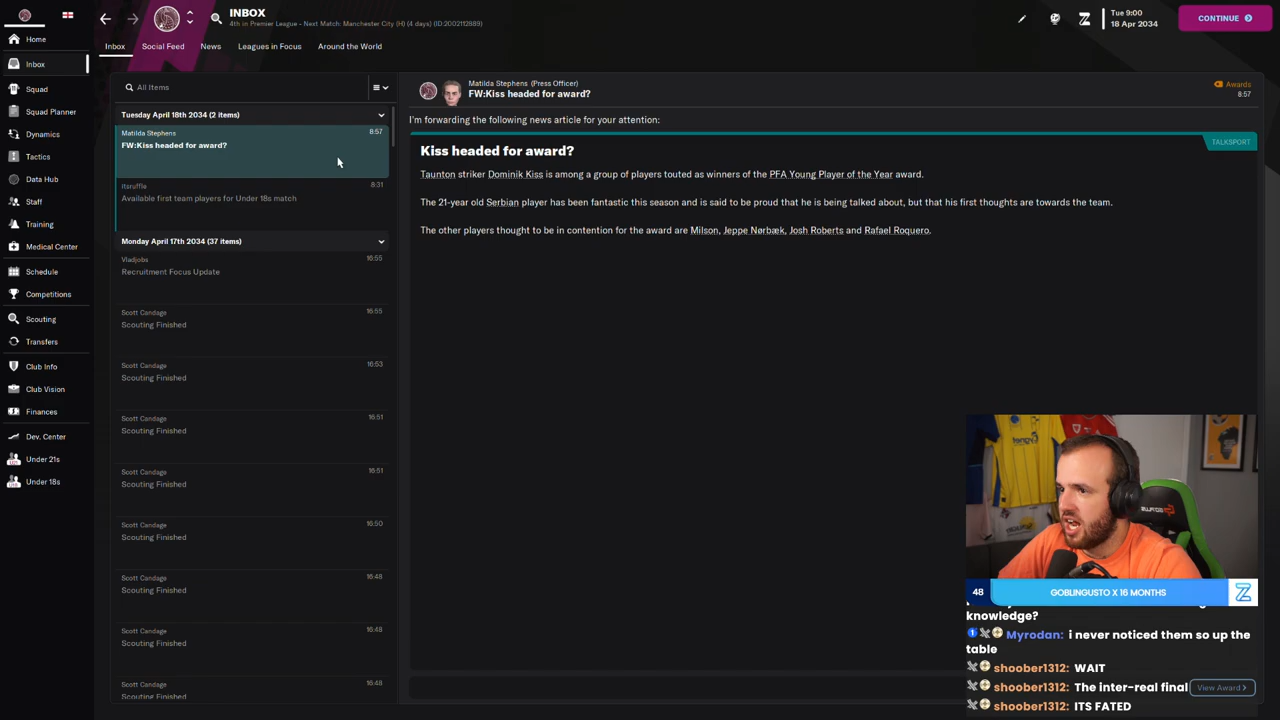 INBOX
4th in Premier League - Next Match: Manchester City (H) (4 days) (ID:2002112889)
Tue 9:00
18 Apr 2034
CONTINUE
Inbox
Social Feed
News
Leagues in Focus
Around the World
Home
Inbox
Squad
Squad Planner
Dynamics
Tactics
Data Hub
Staff
Training
Medical Center
Schedule
Competitions
Scouting
Transfers
Club Info
Club Vision
Finances
Dev. Center
Under 21s
Under 18s
All Items
Tuesday April 18th 2034 (2 items)
Matilda Stephens
8:57
FW:Kiss headed for award?
itsruffle
8:31
Available first team players for Under 18s match
Monday April 17th 2034 (37 items)
Vladjobs
16:55
Recruitment Focus Update
Scott Candage
16:55
Scouting Finished
Scott Candage
16:53
Scouting Finished
Scott Candage
16:51
Scouting Finished
Scott Candage
16:51
Scouting Finished
Scott Candage
16:50
Scouting Finished
Scott Candage
16:48
Scouting Finished
Scott Candage
16:48
Scouting Finished
Scott Candage
16:48
Scouting Finished
Matilda Stephens (Press Officer)
FW:Kiss headed for award?
Awards
8:57
I'm forwarding the following news article for your attention:
TALKSPORT
Kiss headed for award?
Taunton striker Dominik Kiss is among a group of players touted as winners of the PFA Young Player of the Year award.
The 21-year old Serbian player has been fantastic this season and is said to be proud that he is being talked about, but that his first thoughts are towards the team.
The other players thought to be in contention for the award are Milson, Jeppe Nørbæk, Josh Roberts and Rafael Roquero.
48
GOBLINGUSTO X 16 MONTHS
knowledge?
Myrodan: i never noticed them so up the
table
shoober1312: WAIT
shoober1312: The inter-real final
View Award >
shoober1312: ITS FATED